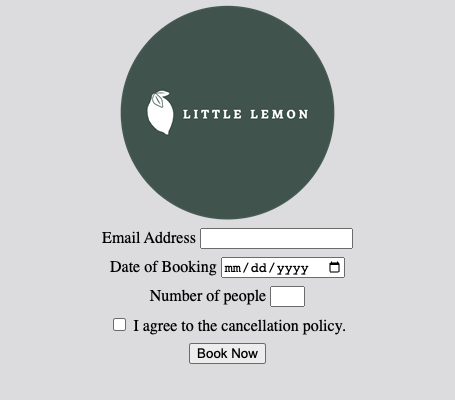 LITTLE LEMON
Email Address
Date of Booking mm/dd/yyyy
Number of people
I agree to the cancellation policy.
Book Now